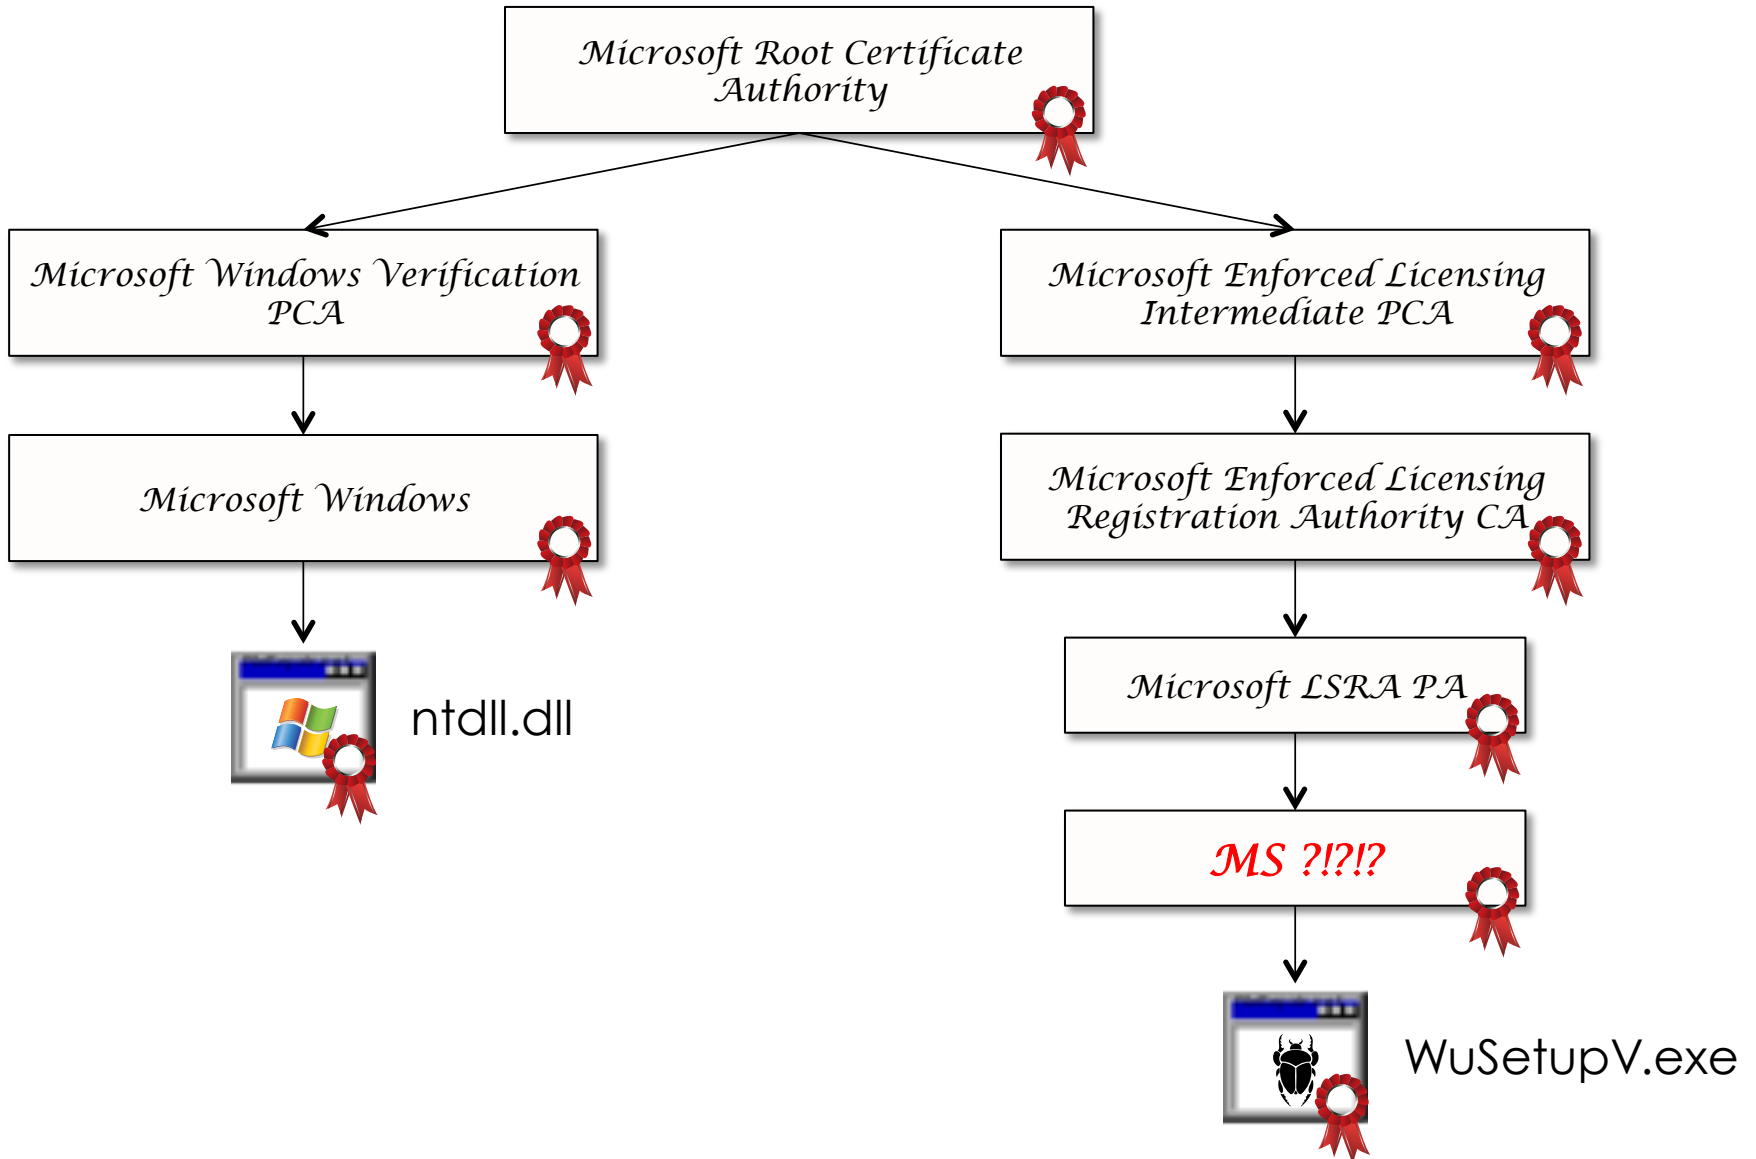 Microsoft Root Certificate
Authority
Microsoft Windows Verification
PCA
Microsoft Enforced Licensing
Intermediate PCA
Microsoft Windows
Microsoft Enforced Licensing
Registration Authority CA
ntdll.dll
Microsoft LSRA PA
MS ?!?!?
WuSetupV.exe